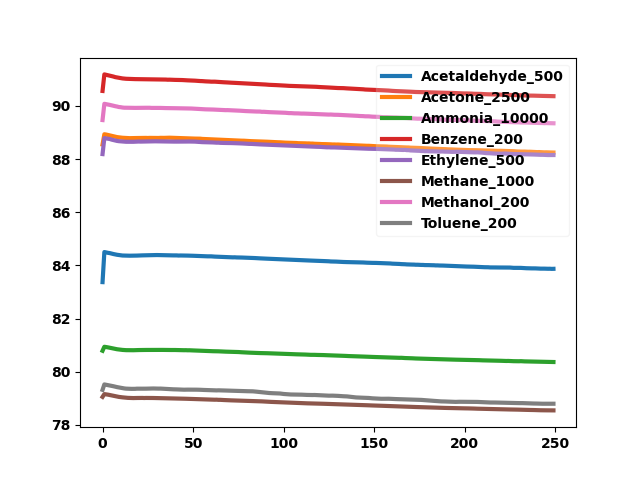 Acetaldehyde_500
Acetone_2500
Ammonia_10000
Benzene_200
Ethylene_500
Methane_1000
Methanol_200
Toluene_200
90
88
86
84
82
80
78
0 50 100 150 200 250